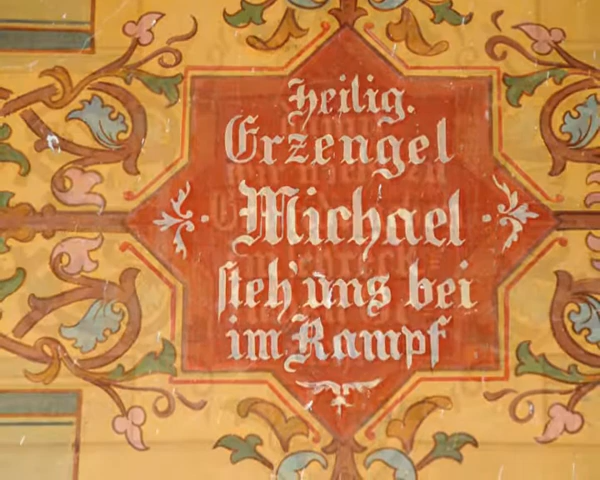 Heilig.
Erzengel
Michael
steh' uns bei
im Kampf